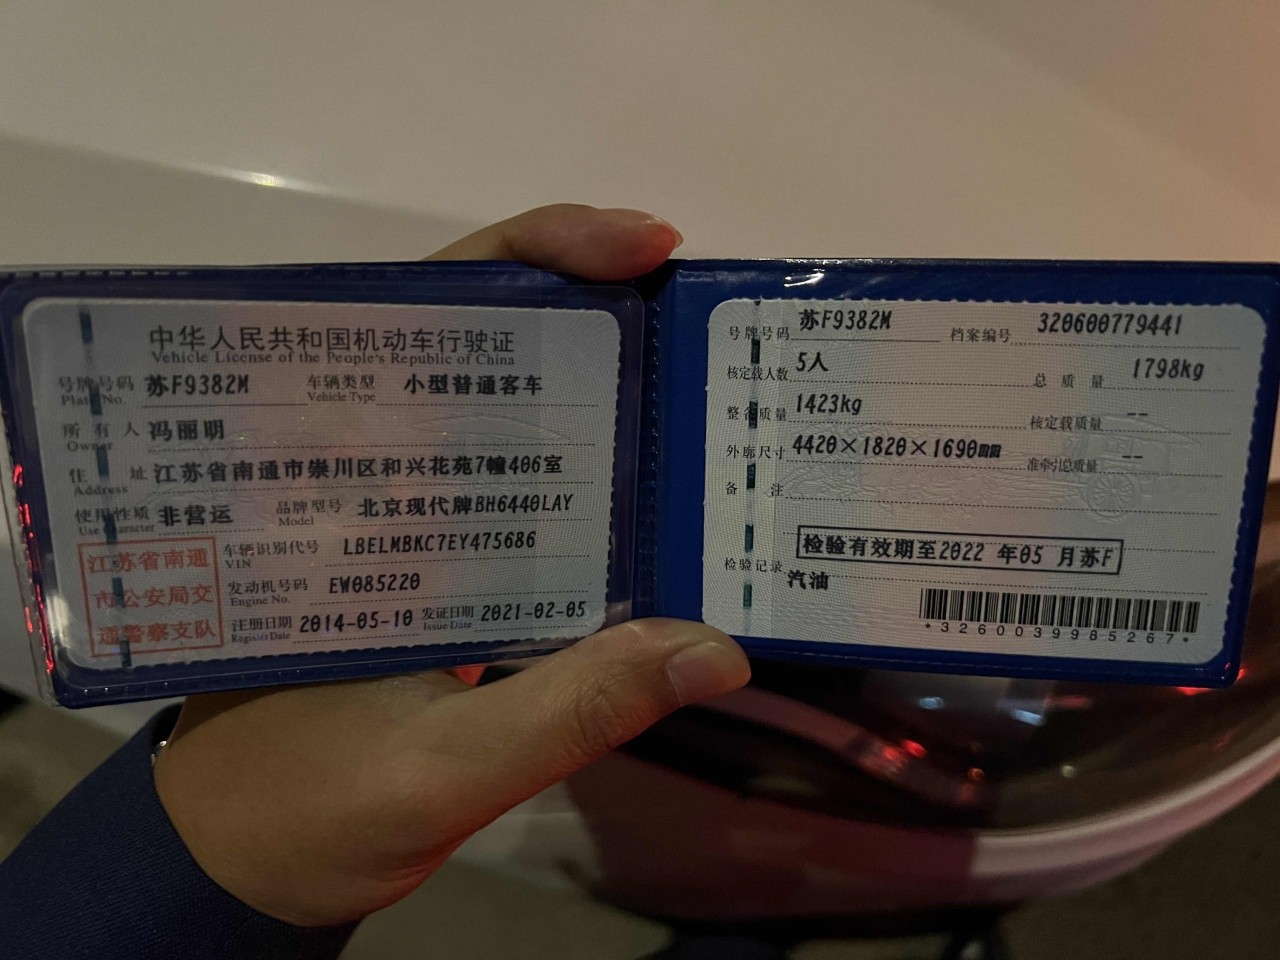 中华人民共和国机动车行驶证
Vehicle License of the People's Republic of China
号牌号码 苏F9382M 车辆类型 小型普通客车
Plate No. Vehicle Type
所有人 冯丽明
Owner
住址 江苏省南通市崇川区和兴花苑7幢406室
Address
使用性质 非营运 品牌型号 北京现代牌BH6440LAY
Use Character Model
江苏省南通
市公安局交
通警察支队
车辆识别代号 LBELMBKC7EY475686
VIN
发动机号码 EW085220
Engine No.
注册日期 2014-05-10 发证日期 2021-02-05
Register Date Issue Date
号牌号码 苏F9382M 档案编号 320600779441
核定载人数 5人 总质量 1798kg
整备质量 1423kg 核定载质量 --
外廓尺寸 4420×1820×1690mm 准牵引总质量 --
备注
检验记录 检验有效期至2022 年05 月苏F
汽油
*3260039985267*